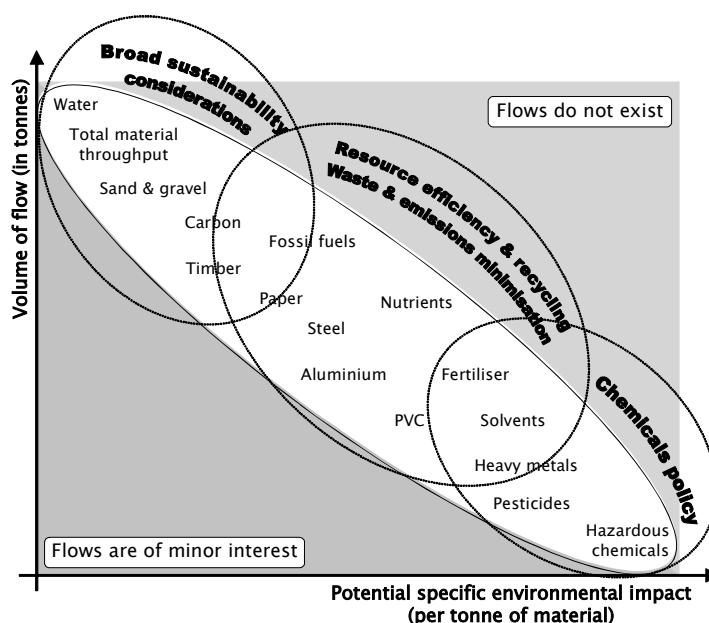 Broad sustainability
considerations
Water
Flows do not exist
Total material
throughput
Resource efficiency & recycling
Waste & emissions minimisation
Sand & gravel
Carbon
Fossil fuels
Timber
Paper
Nutrients
Steel
Aluminium
Fertiliser
PVC
Solvents
Chemicals policy
Heavy metals
Pesticides
Hazardous
chemicals
Flows are of minor interest
Volume of flow (in tonnes)
Potential specific environmental impact
(per tonne of material)